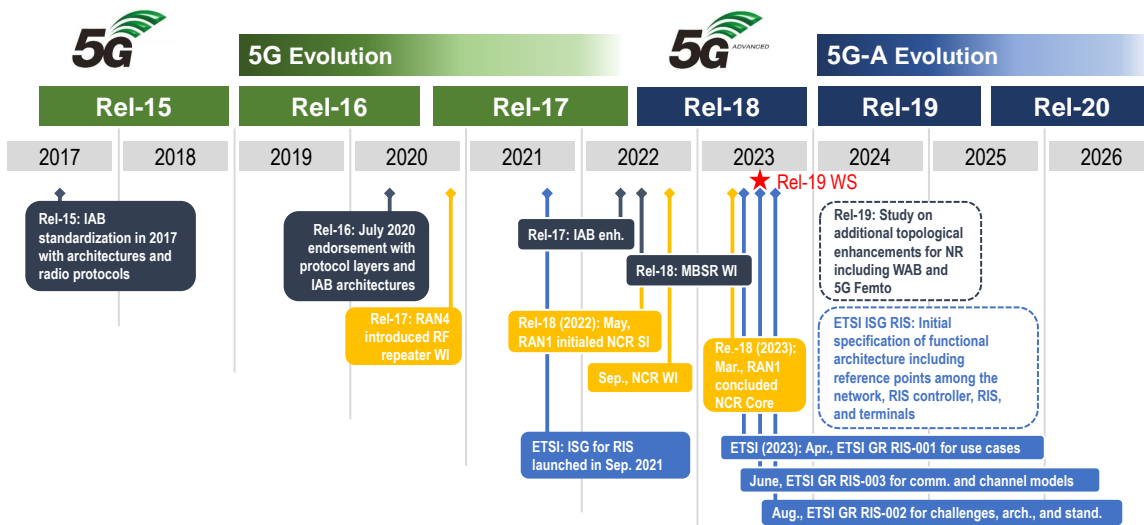 5G
5G Evolution
5G
ADVANCED
5G-A Evolution
Rel-15
Rel-16
Rel-17
Rel-18
Rel-19
Rel-20
2017
2018
2019
2020
2021
2022
2023
2024
2025
2026
Rel-19 WS
Rel-15: IAB
standardization in 2017
with architectures and
radio protocols
Rel-16: July 2020
endorsement with
protocol layers and
IAB architectures
Rel-17: RAN4
introduced RF
repeater WI
Rel-17: IAB enh.
Rel-18: MBSR WI
Rel-18 (2022): May,
RAN1 initialed NCR SI
Sep., NCR WI
Re.-18 (2023):
Mar., RAN1
concluded
NCR Core
ETSI: ISG for RIS
launched in Sep. 2021
Rel-19: Study on
additional topological
enhancements for NR
including WAB and
5G Femto
ETSI ISG RIS: Initial
specification of functional
architecture including
reference points among the
network, RIS controller, RIS,
and terminals
ETSI (2023): Apr., ETSI GR RIS-001 for use cases
June, ETSI GR RIS-003 for comm. and channel models
Aug., ETSI GR RIS-002 for challenges, arch., and stand.